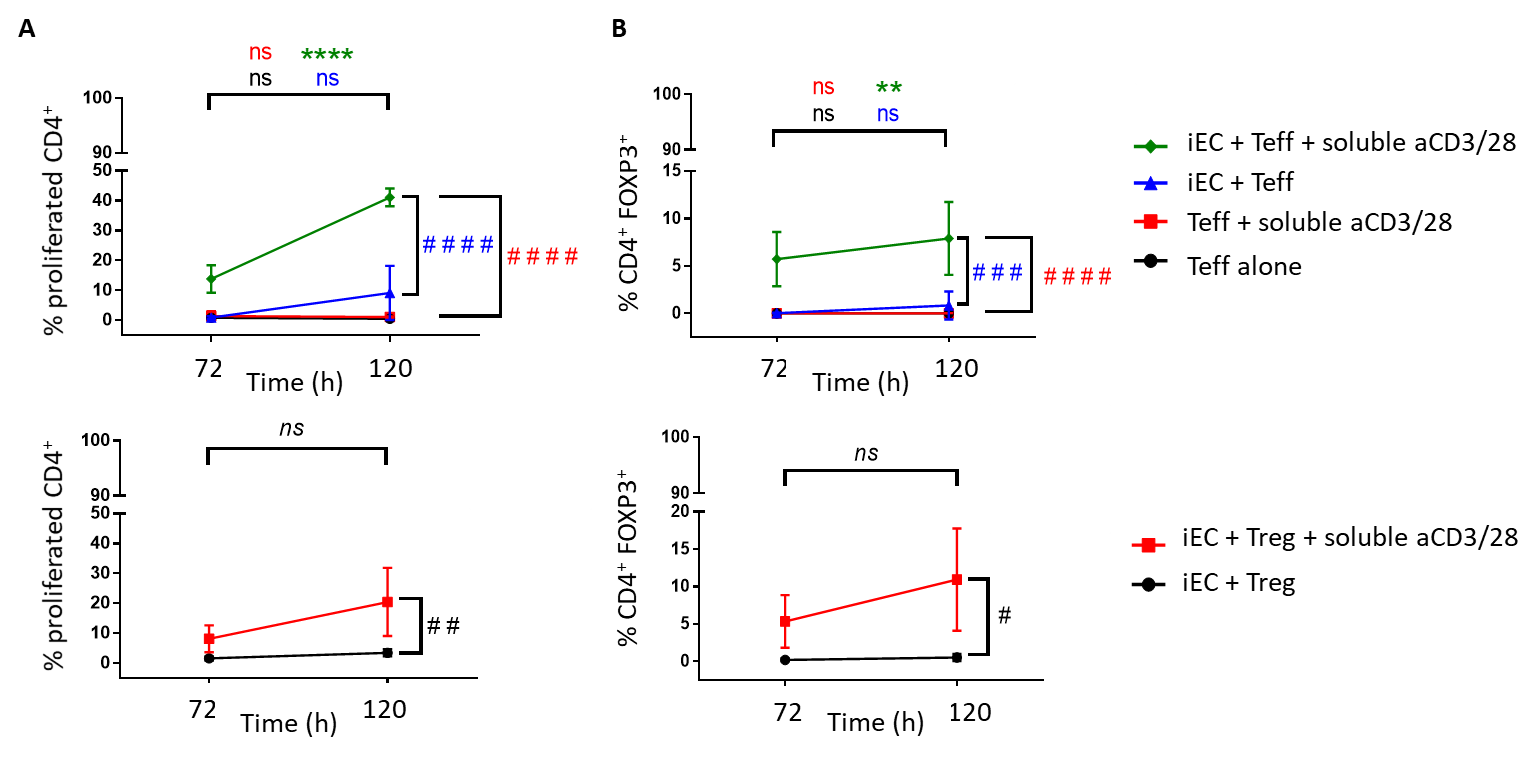 A
ns ****
ns ns
% proliferated CD4+
100
90
50
40
30
20
10
0
# # # #
# # # #
72
120
Time (h)
B
ns **
ns ns
% CD4+ FOXP3+
100
90
15
10
5
0
# # #
# # # #
72
120
Time (h)
iEC + Teff + soluble aCD3/28
iEC + Teff
Teff + soluble aCD3/28
Teff alone
ns
% proliferated CD4+
100
90
50
40
30
20
10
0
# #
72
120
Time (h)
ns
% CD4+ FOXP3+
100
90
20
15
10
5
0
#
72
120
Time (h)
iEC + Treg + soluble aCD3/28
iEC + Treg